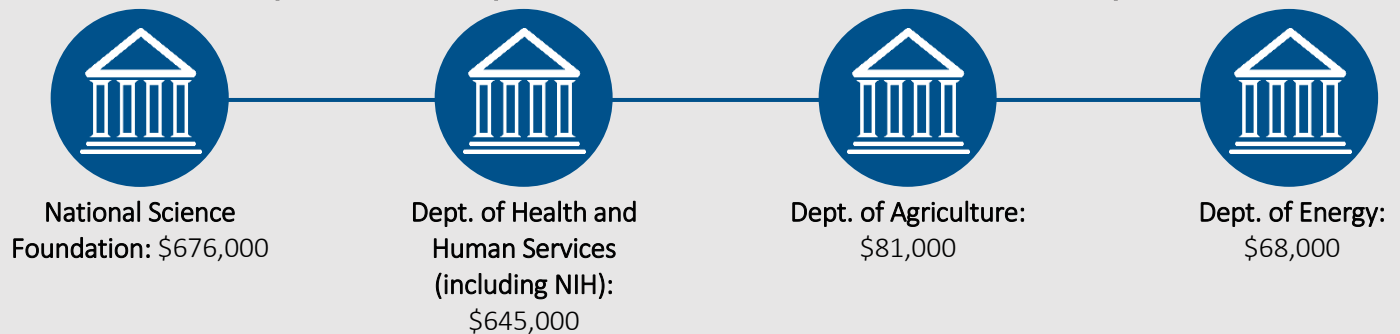 National Science
Foundation: $676,000
Dept. of Health and
Human Services
(including NIH):
$645,000
Dept. of Agriculture:
$81,000
Dept. of Energy:
$68,000